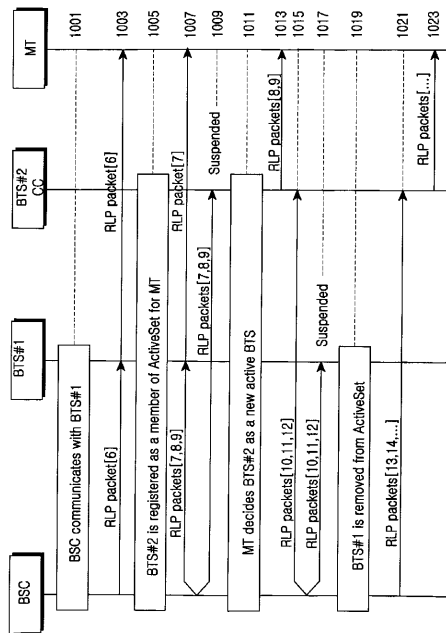 BSC
BTS#1
BTS#2
CC
MT
BSC communicates with BTS#1
1001
RLP packet[6]
RLP packet[6]
1003
BTS#2 is registered as a member of ActiveSet for MT
1005
RLP packets[7,8,9]
RLP packet[7]
1007
RLP packets[7,8,9]
Suspended
1009
MT decides BTS#2 as a new active BTS
1011
RLP packets[8,9]
1013
RLP packets[10,11,12]
1015
RLP packets[10,11,12]
Suspended
1017
BTS#1 is removed from ActiveSet
1019
RLP packets[13,14,...]
1021
RLP packets[...]
1023